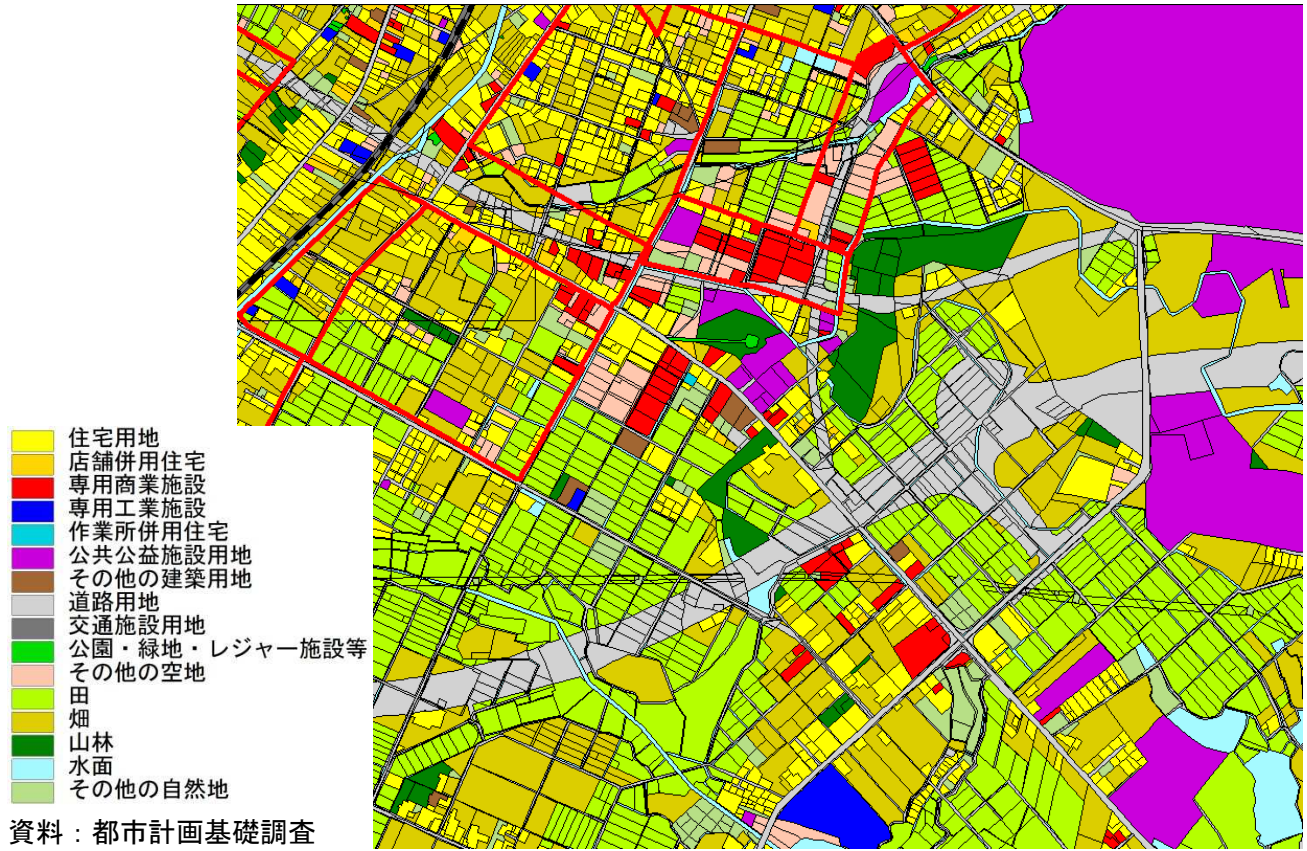 住宅用地
店舗併用住宅
専用商業施設
専用工業施設
作業所併用住宅
公共公益施設用地
その他の建築用地
道路用地
交通施設用地
公園・緑地・レジャー施設等
その他の空地
田
畑
山林
水面
その他の自然地
資料：都市計画基礎調査